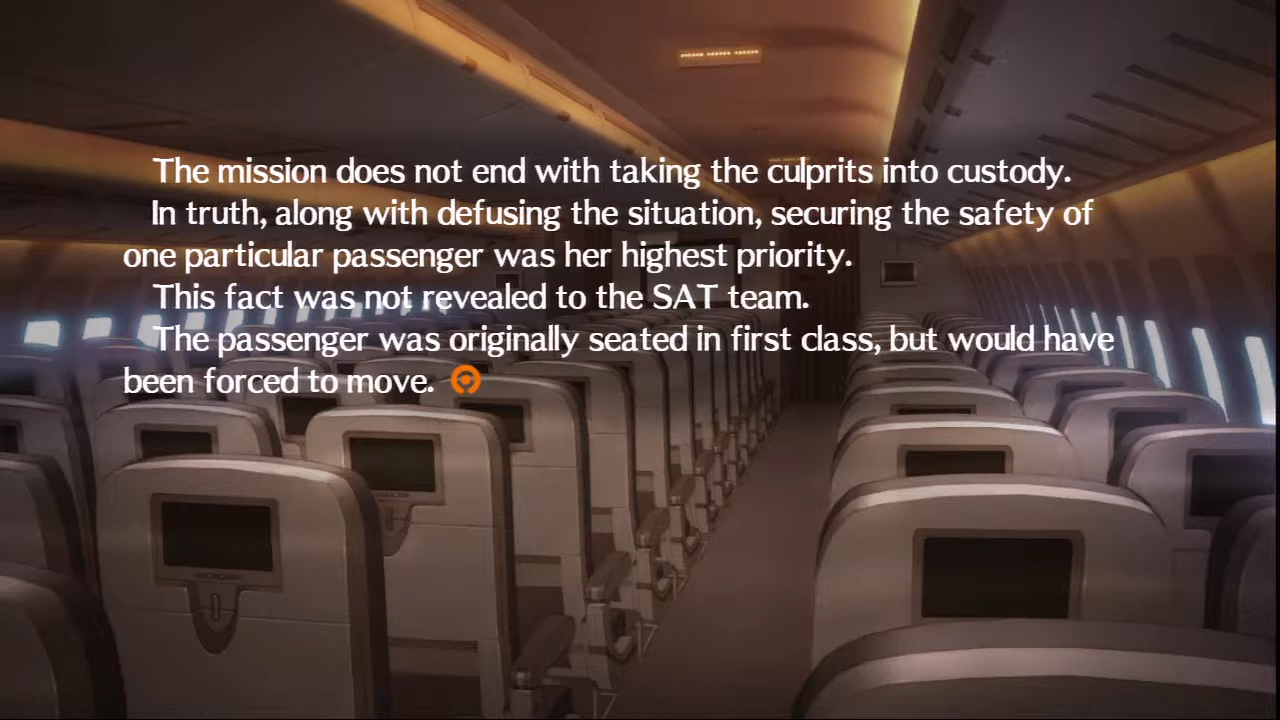 The mission does not end with taking the culprits into custody.
In truth, along with defusing the situation, securing the safety of
one particular passenger was her highest priority.
This fact was not revealed to the SAT team.
The passenger was originally seated in first class, but would have
been forced to move.